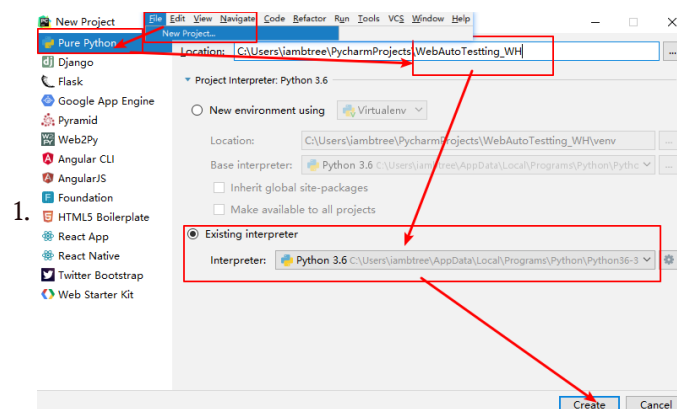 New Project
File Edit View Navigate Code Refactor Run Tools VCS Window Help
New Project...
Pure Python
Location: C:\Users\iambtree\PycharmProjects\WebAutoTestting_WH
...
Django
Project Interpreter: Python 3.6
Flask
Google App Engine
New environment using Virtualenv
Pyramid
Web2Py
Location: C:\Users\iambtree\PycharmProjects\WebAutoTestting_WH\venv
...
Angular CLI
Base interpreter: Python 3.6 C:\Users\iambtree\AppData\Local\Programs\Python\Pytho
...
AngularJS
Inherit global site-packages
Foundation
Make available to all projects
1.
HTML5 Boilerplate
React App
Existing interpreter
React Native
Interpreter: Python 3.6 C:\Users\iambtree\AppData\Local\Programs\Python\Python36-3
Twitter Bootstrap
Web Starter Kit
Create Cancel